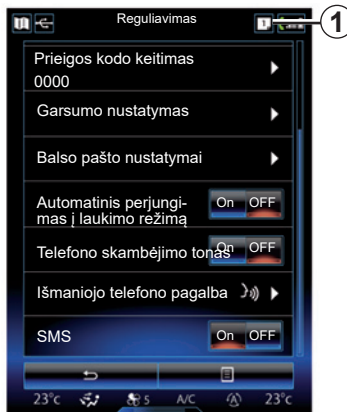 Reguliavimas
1
1
Prieigos kodo keitimas
0000
Garsumo nustatymas
Balso pašto nustatymai
Automatinis perjungi-
mas į laukimo režimą
On OFF
Telefono skambėjimo tonas
On OFF
Išmaniojo telefono pagalba
SMS
On OFF
23°c 5 A/C A 23°c